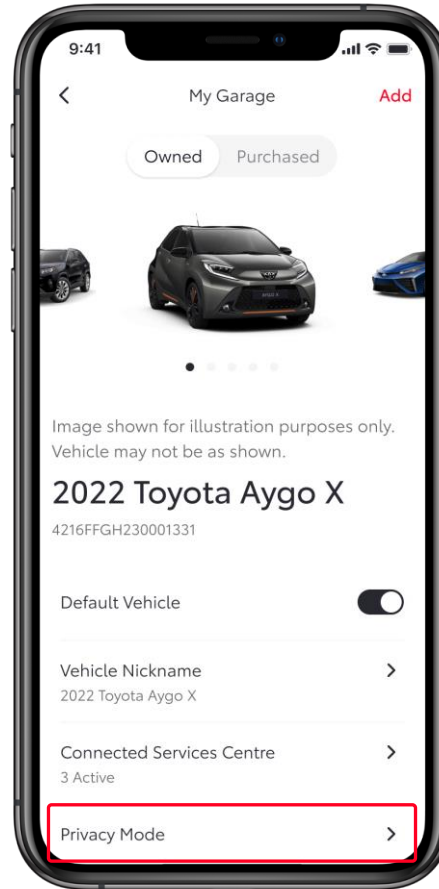 9:41
My Garage
Add
Owned
Purchased
Image shown for illustration purposes only.
Vehicle may not be as shown.
2022 Toyota Aygo X
4216FFGH230001331
Default Vehicle
Vehicle Nickname
2022 Toyota Aygo X
Connected Services Centre
3 Active
Privacy Mode